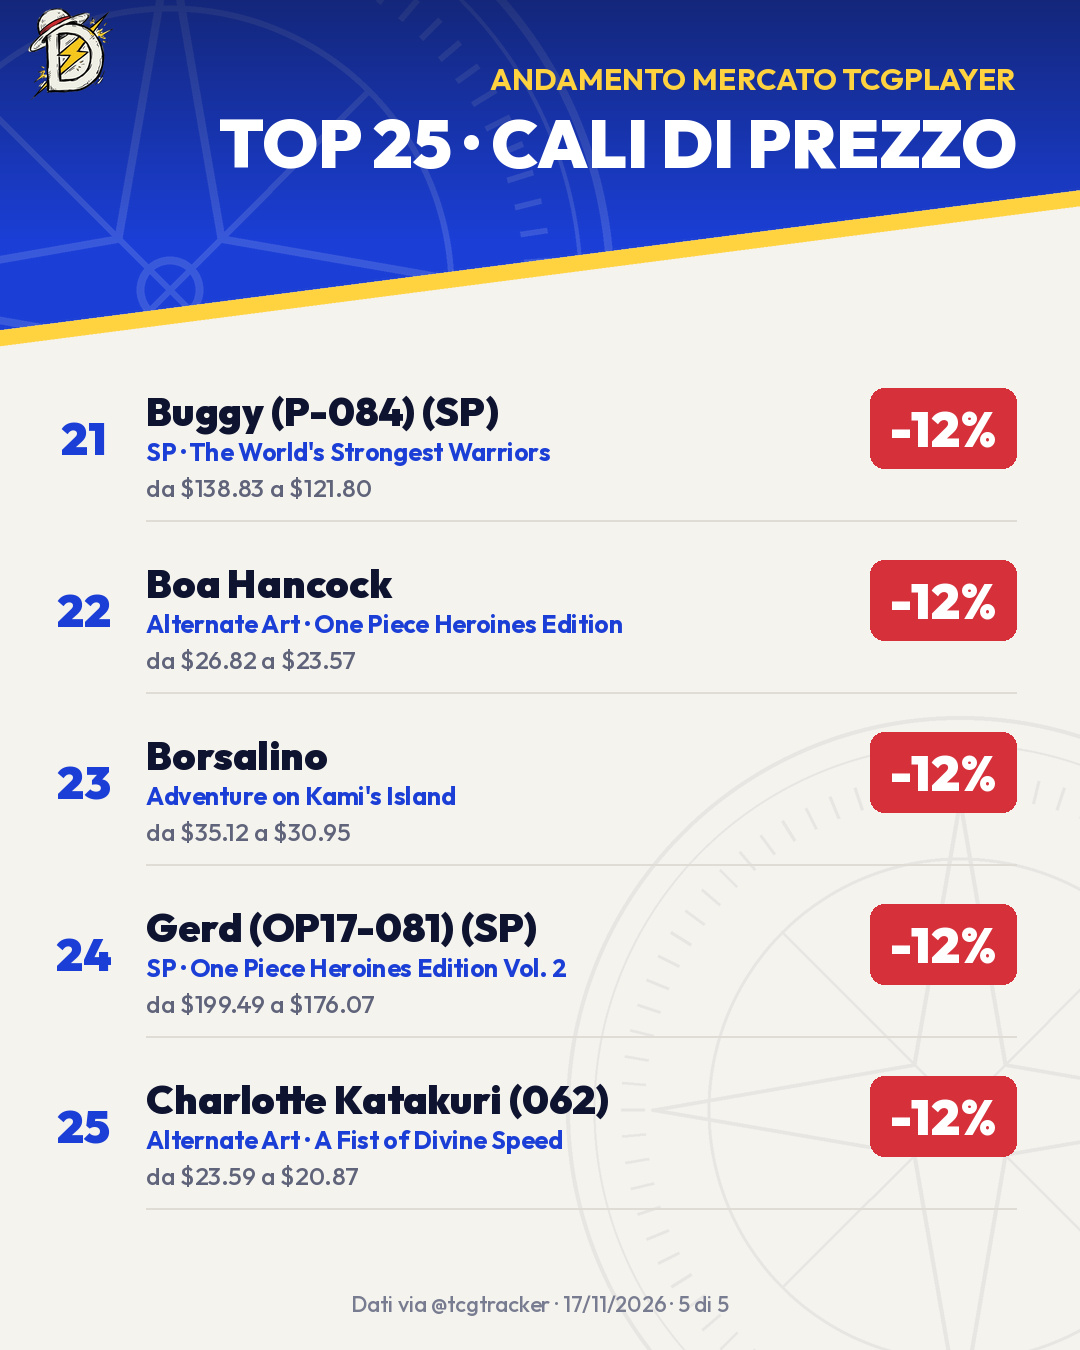 D
ANDAMENTO MERCATO TCGPLAYER
TOP 25 · CALI DI PREZZO
21
Buggy (P-084) (SP)
SP · The World's Strongest Warriors
da $138.83 a $121.80
-12%
22
Boa Hancock
Alternate Art · One Piece Heroines Edition
da $26.82 a $23.57
-12%
23
Borsalino
Adventure on Kami's Island
da $35.12 a $30.95
-12%
24
Gerd (OP17-081) (SP)
SP · One Piece Heroines Edition Vol. 2
da $199.49 a $176.07
-12%
25
Charlotte Katakuri (062)
Alternate Art · A Fist of Divine Speed
da $23.59 a $20.87
-12%
Dati via @tcgtracker · 17/11/2026 · 5 di 5